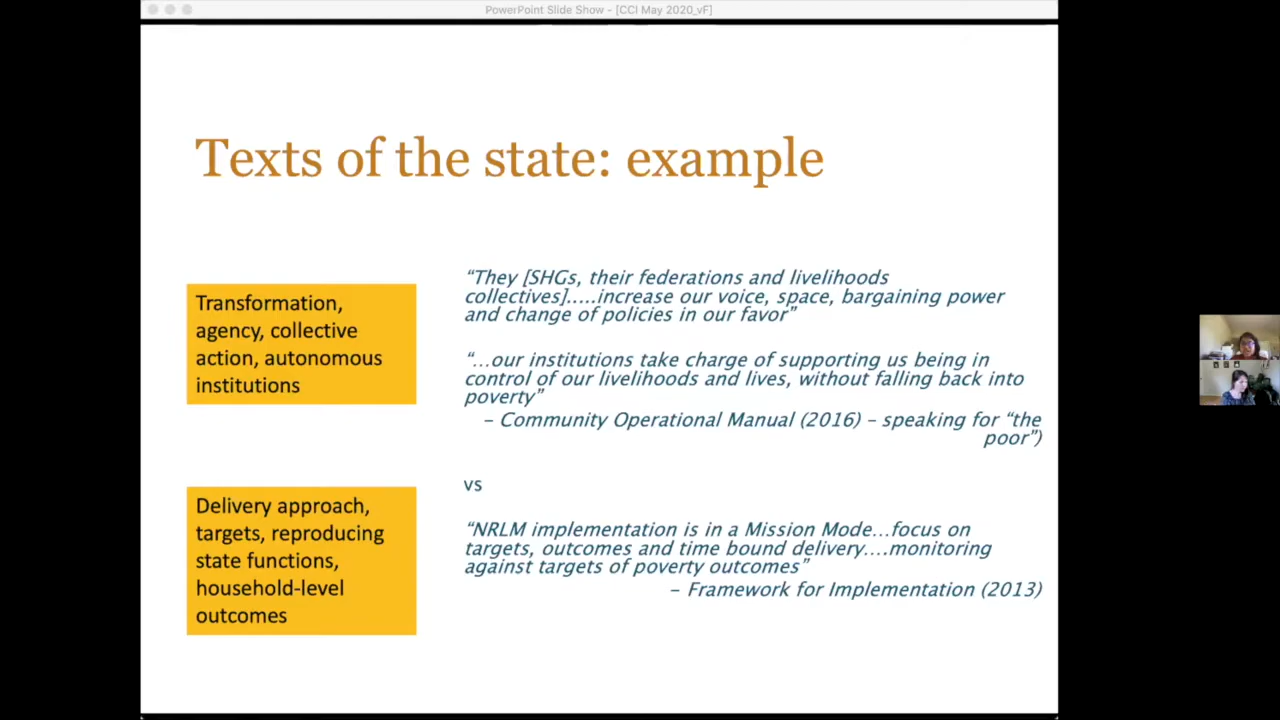 PowerPoint Slide Show - [CCI May 2020_vF]
Texts of the state: example
Transformation,
agency, collective
action, autonomous
institutions
“They [SHGs, their federations and livelihoods
collectives]…..increase our voice, space, bargaining power
and change of policies in our favor”
“…our institutions take charge of supporting us being in
control of our livelihoods and lives, without falling back into
poverty”
– Community Operational Manual (2016) – speaking for “the
poor”)
vs
Delivery approach,
targets, reproducing
state functions,
household-level
outcomes
“NRLM implementation is in a Mission Mode…focus on
targets, outcomes and time bound delivery….monitoring
against targets of poverty outcomes”
– Framework for Implementation (2013)